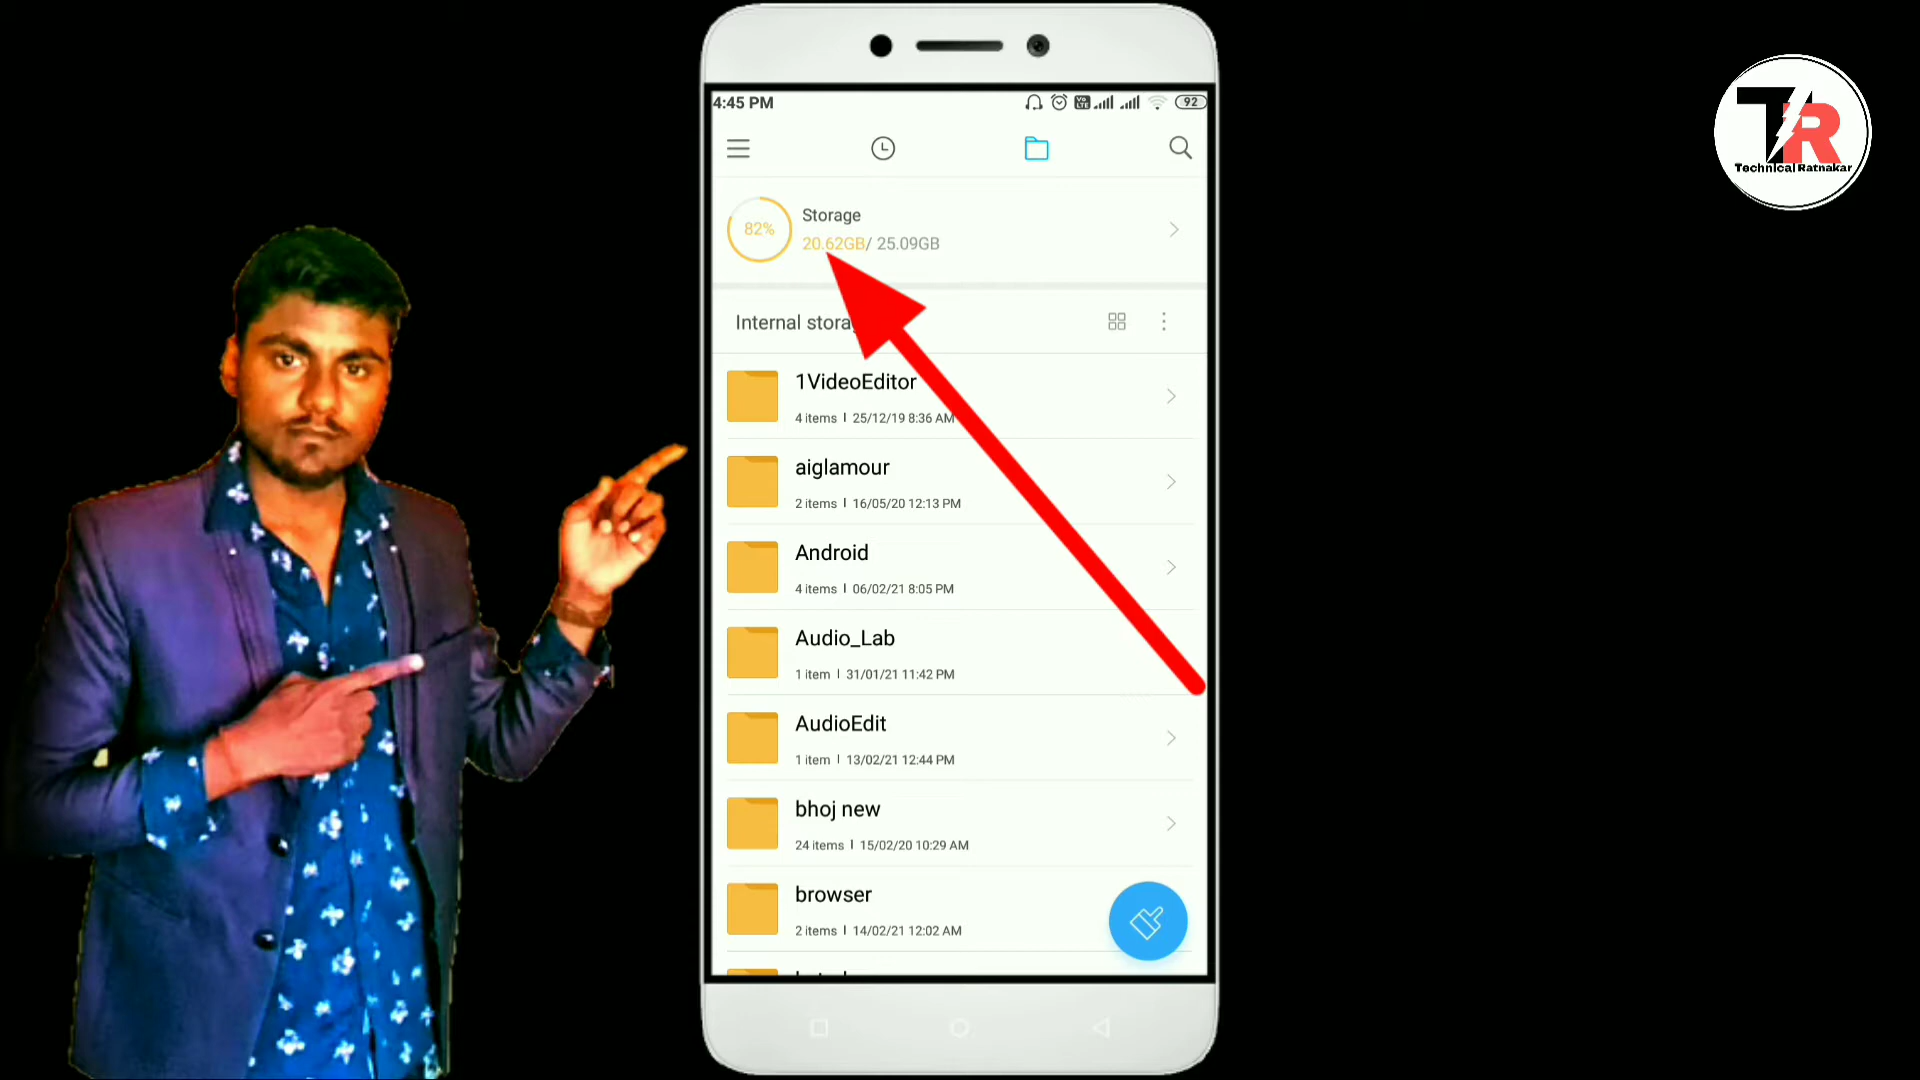 4:45 PM
Vo LTE
92
TR
Technical Ratnakar
82%
Storage
20.62GB/ 25.09GB
Internal stora
1VideoEditor
4 items | 25/12/19 8:36 AM
aiglamour
2 items | 16/05/20 12:13 PM
Android
4 items | 06/02/21 8:05 PM
Audio_Lab
1 item | 31/01/21 11:42 PM
AudioEdit
1 item | 13/02/21 12:44 PM
bhoj new
24 items | 15/02/20 10:29 AM
browser
2 items | 14/02/21 12:02 AM